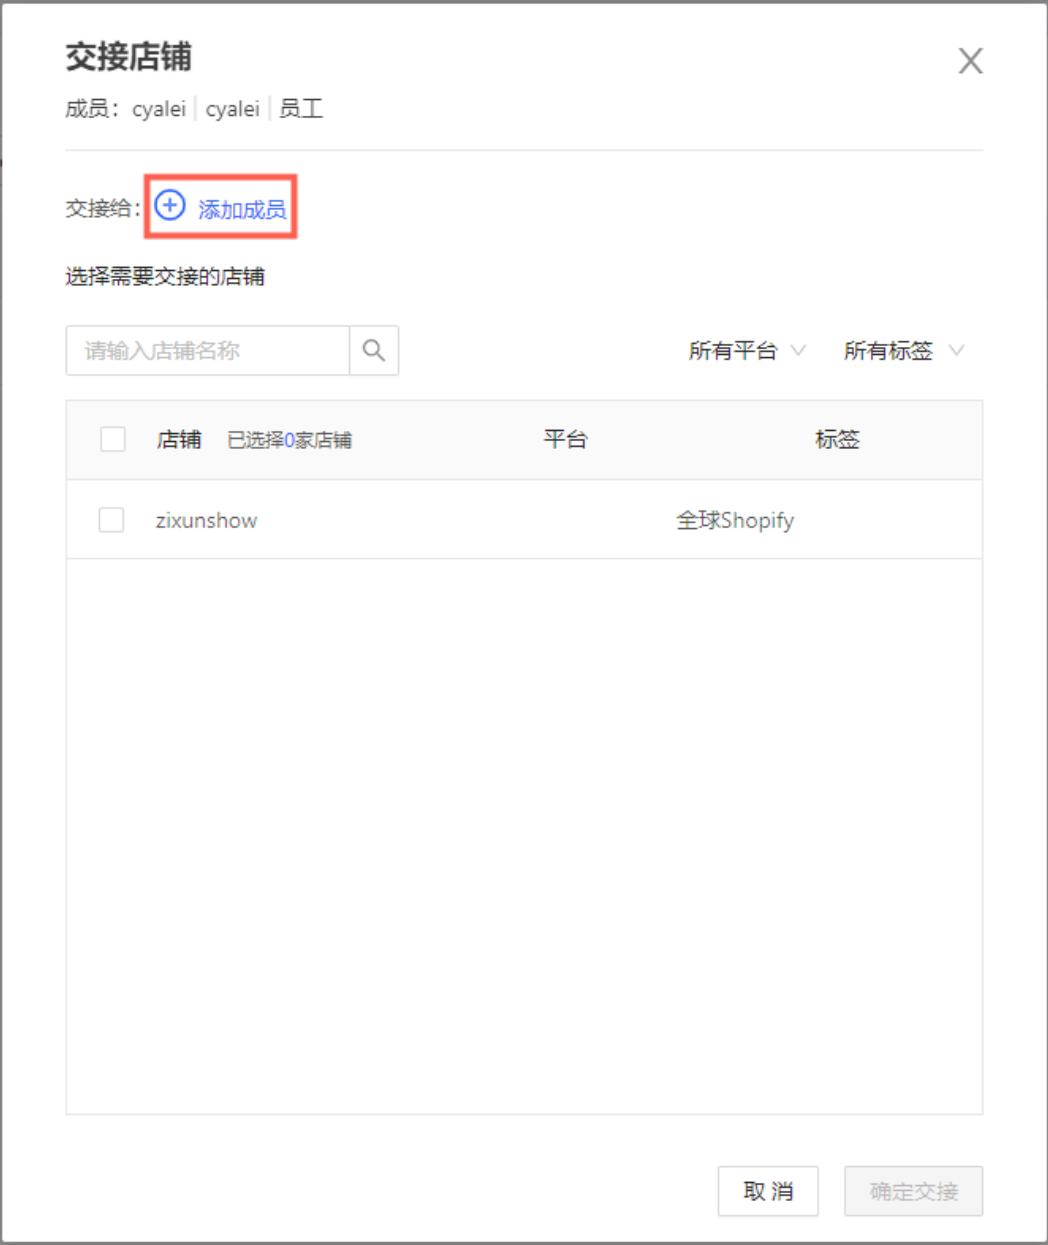 交接店铺
成员：cyalei cyalei 员工
交接给： 添加成员
选择需要交接的店铺
请输入店铺名称 所有平台 所有标签
店铺 已选择0家店铺 平台 标签
zixunshow 全球Shopify
取 消 确定交接